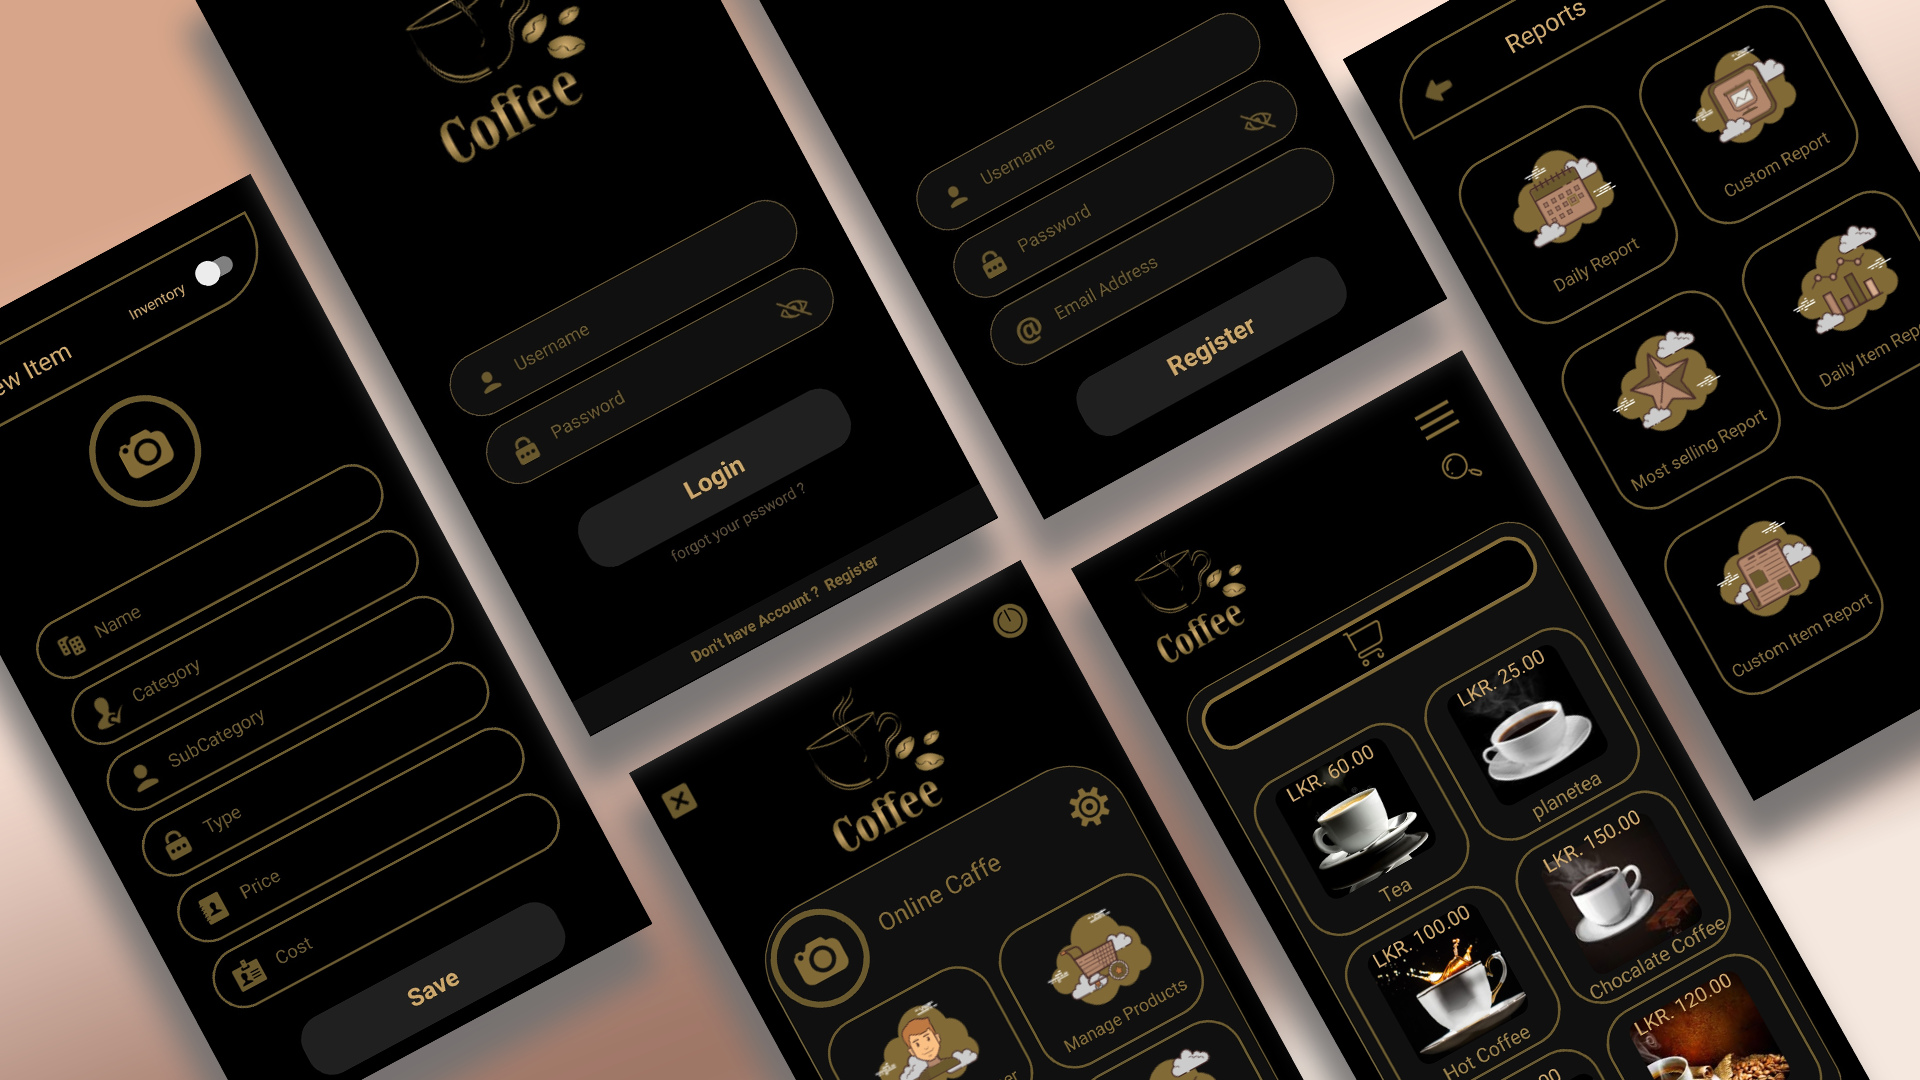 Inventory
ew Item
Name
Category
SubCategory
Type
Price
Cost
Save
Coffee
Username
Password
Login
forgot your pssword ?
Don't have Account ? Register
Username
Password
Email Address
Register
Coffee
Online Caffe
Manage Products
er
Coffee
LKR. 25.00
planetea
LKR. 60.00
Tea
LKR. 150.00
Chocalate Coffee
LKR. 100.00
Hot Coffee
LKR. 120.00
.00
Reports
Custom Report
Daily Report
Daily Item Rep
Most selling Report
Custom Item Report